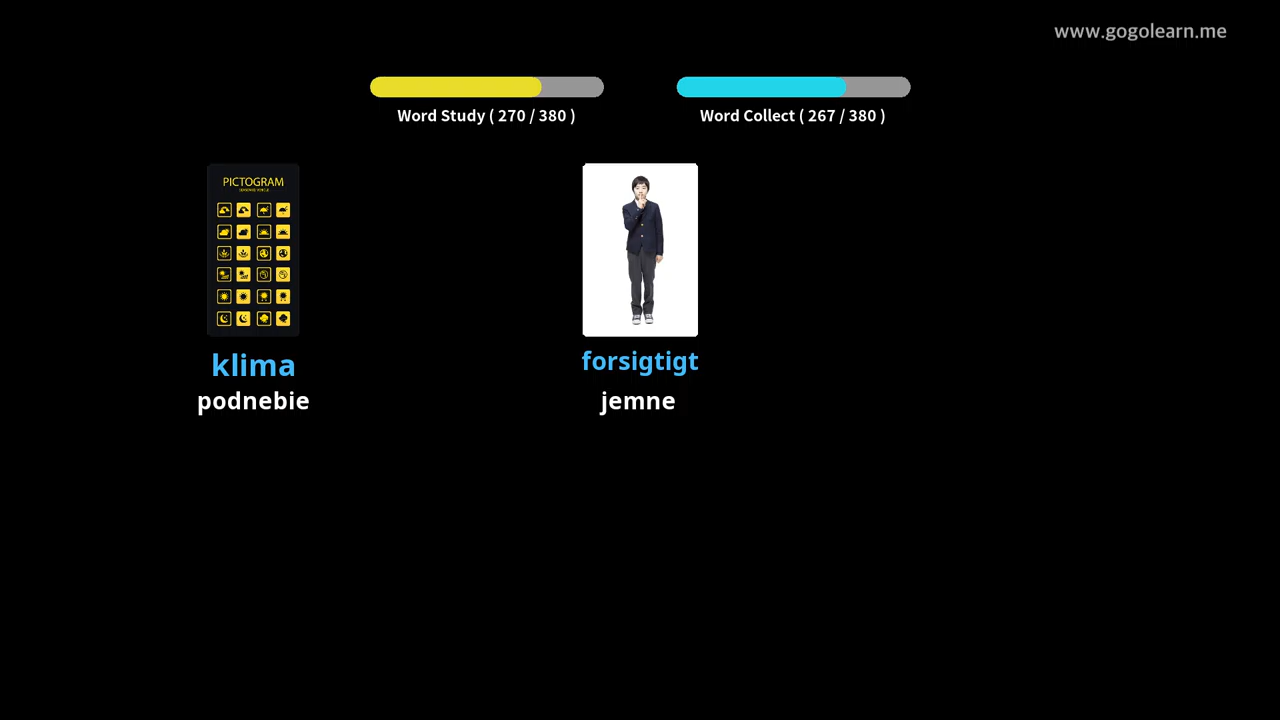 www.gogolearn.me
Word Study ( 270 / 380 )
Word Collect ( 267 / 380 )
PICTOGRAM
klima
podnebie
forsigtigt
jemne